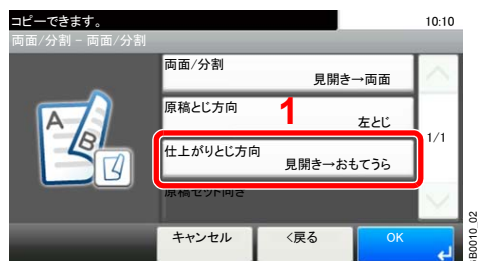 コピーできます。 10:10
両面/分割 - 両面/分割
両面/分割
見開き→両面
原稿とじ方向
1
左とじ
1/1
仕上がりとじ方向
見開き→おもてうら
原稿セット向き
キャンセル <戻る OK
A
B
B0010_02